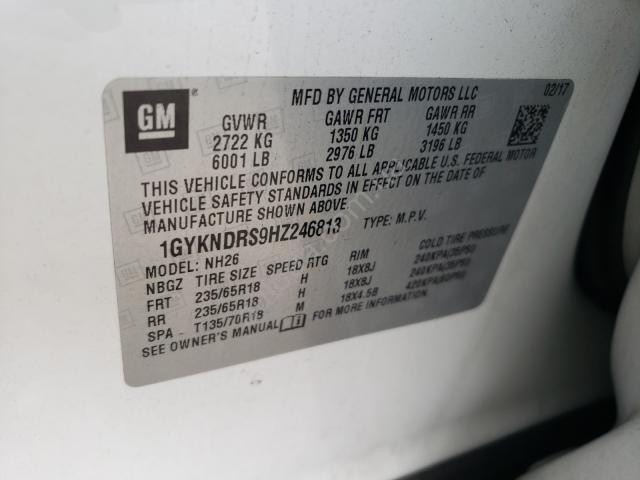 MFD BY GENERAL MOTORS LLC 02/17
GM
GVWR GAWR FRT GAWR RR
2722 KG 1350 KG 1450 KG
6001 LB 2976 LB 3196 LB
THIS VEHICLE CONFORMS TO ALL APPLICABLE U.S. FEDERAL MOTOR
VEHICLE SAFETY STANDARDS IN EFFECT ON THE DATE OF
MANUFACTURE SHOWN ABOVE.
1GYKNDRS9HZ246813 TYPE: M.P.V.
MODEL: NH26
NBGZ TIRE SIZE SPEED RTG RIM COLD TIRE PRESSURE
FRT 235/65R18 H 18X8J 240KPA(35PSI)
RR 235/65R18 H 18X8J 240KPA(35PSI)
SPA T135/70R18 M 18X4.5B 420KPA(60PSI)
SEE OWNER'S MANUAL FOR MORE INFORMATION.